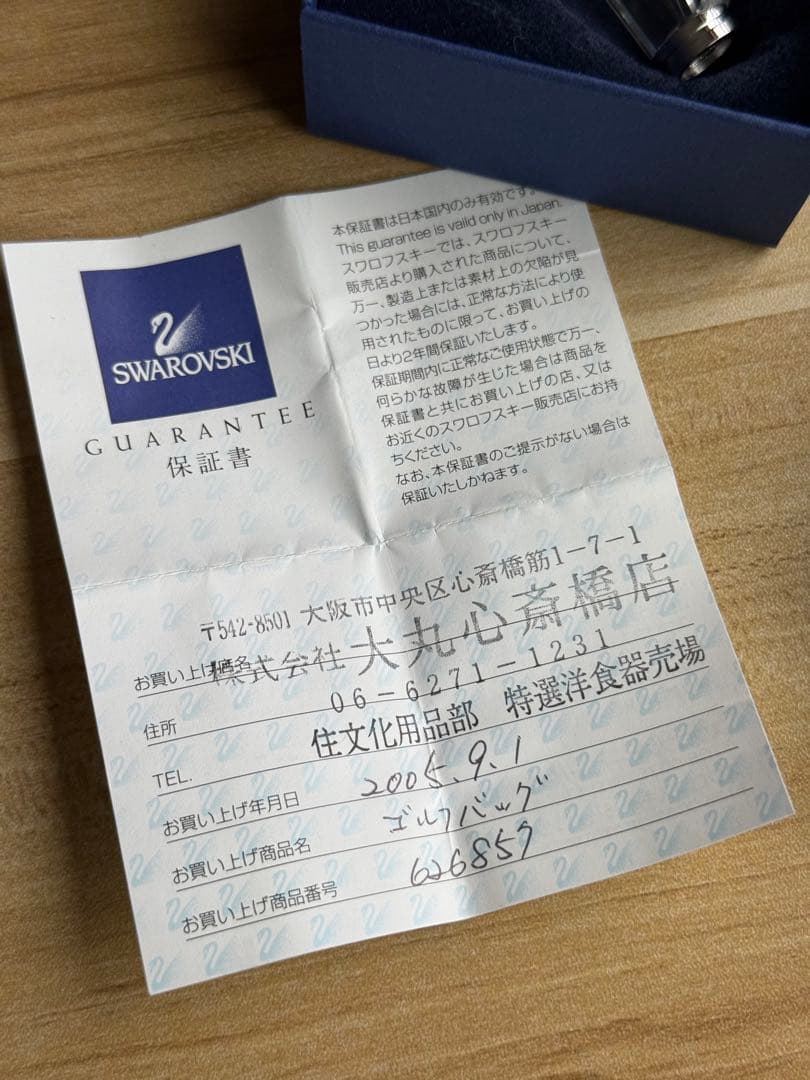 SWAROVSKI
GUARANTEE
保証書
本保証書は日本国内のみ有効です。
This guarantee is vaild only in Japan.
スワロフスキーでは、スワロフスキー
販売店より購入された商品について、
万一、製造上または素材上の欠陥が見
つかった場合には、正常な方法により使
用されたものに限って、お買い上げの
日より2年間保証いたします。
保証期間内に正常なご使用状態で万一、
何らかな故障が生じた場合は商品を
保証書と共にお買い上げの店、又は
お近くのスワロフスキー販売店にお持
ちください。
なお、本保証書のご提示がない場合は
保証いたしかねます。
〒542-8501 大阪市中央区心斎橋筋1-7-1
お買い上げ店名 株式会社 大丸心斎橋店
06-6271-1231
住所
住文化用品部 特選洋食器売場
TEL.
お買い上げ年月日 2005.9.1
お買い上げ商品名 ゴルフバッグ
お買い上げ商品番号 626857